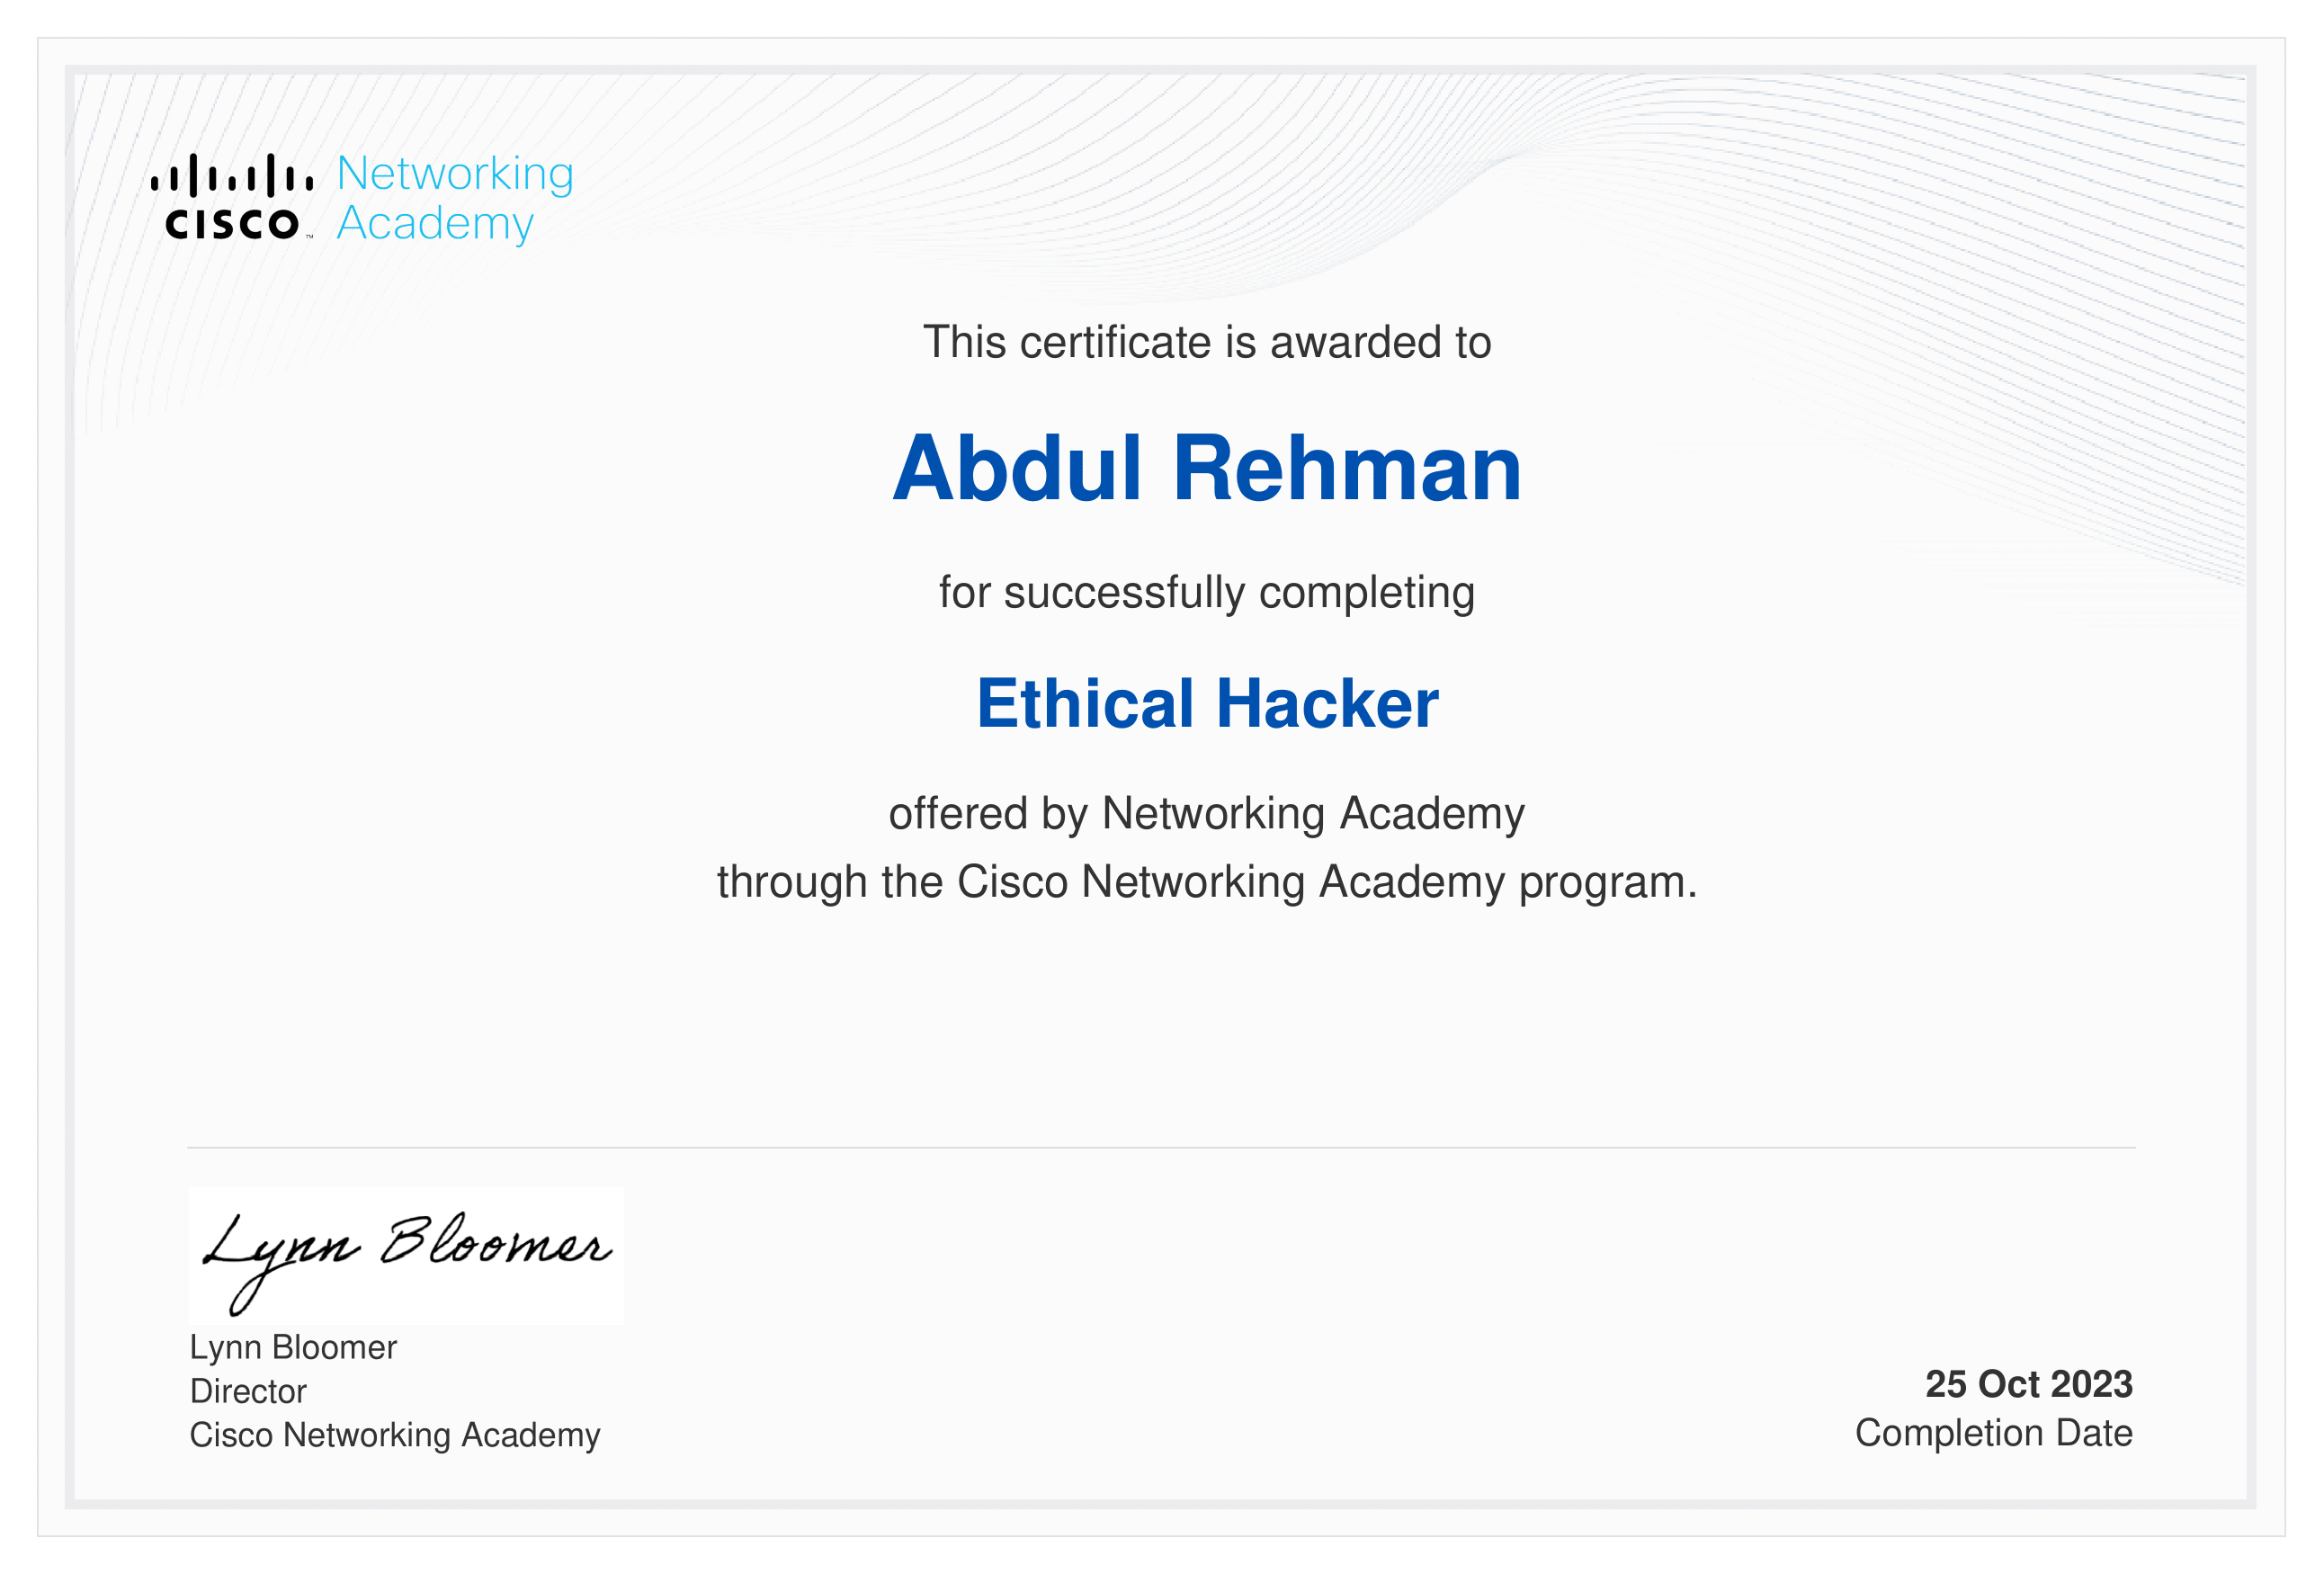 Networking
CISCO™ Academy
This certificate is awarded to
Abdul Rehman
for successfully completing
Ethical Hacker
offered by Networking Academy
through the Cisco Networking Academy program.
Lynn Bloomer
Lynn Bloomer
Director
Cisco Networking Academy
25 Oct 2023
Completion Date